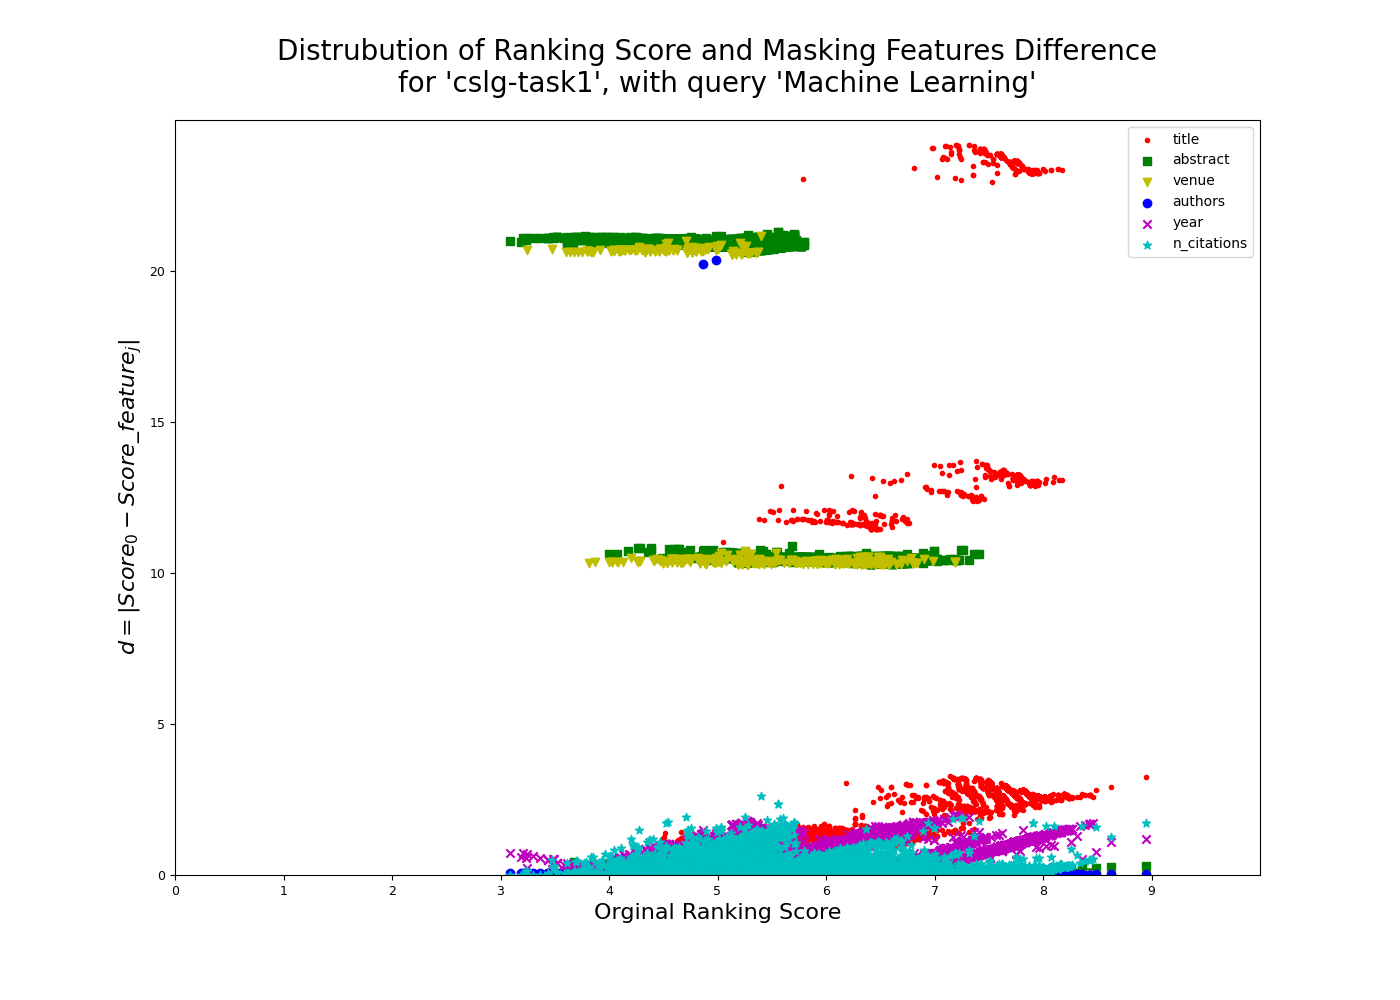 Distrubution of Ranking Score and Masking Features Difference
for 'cslg-task1', with query 'Machine Learning'
title
abstract
venue
authors
year
n_citations
20
15
10
5
0
d = |Score₀ − Score_featureⱼ|
0 1 2 3 4 5 6 7 8 9
Orginal Ranking Score